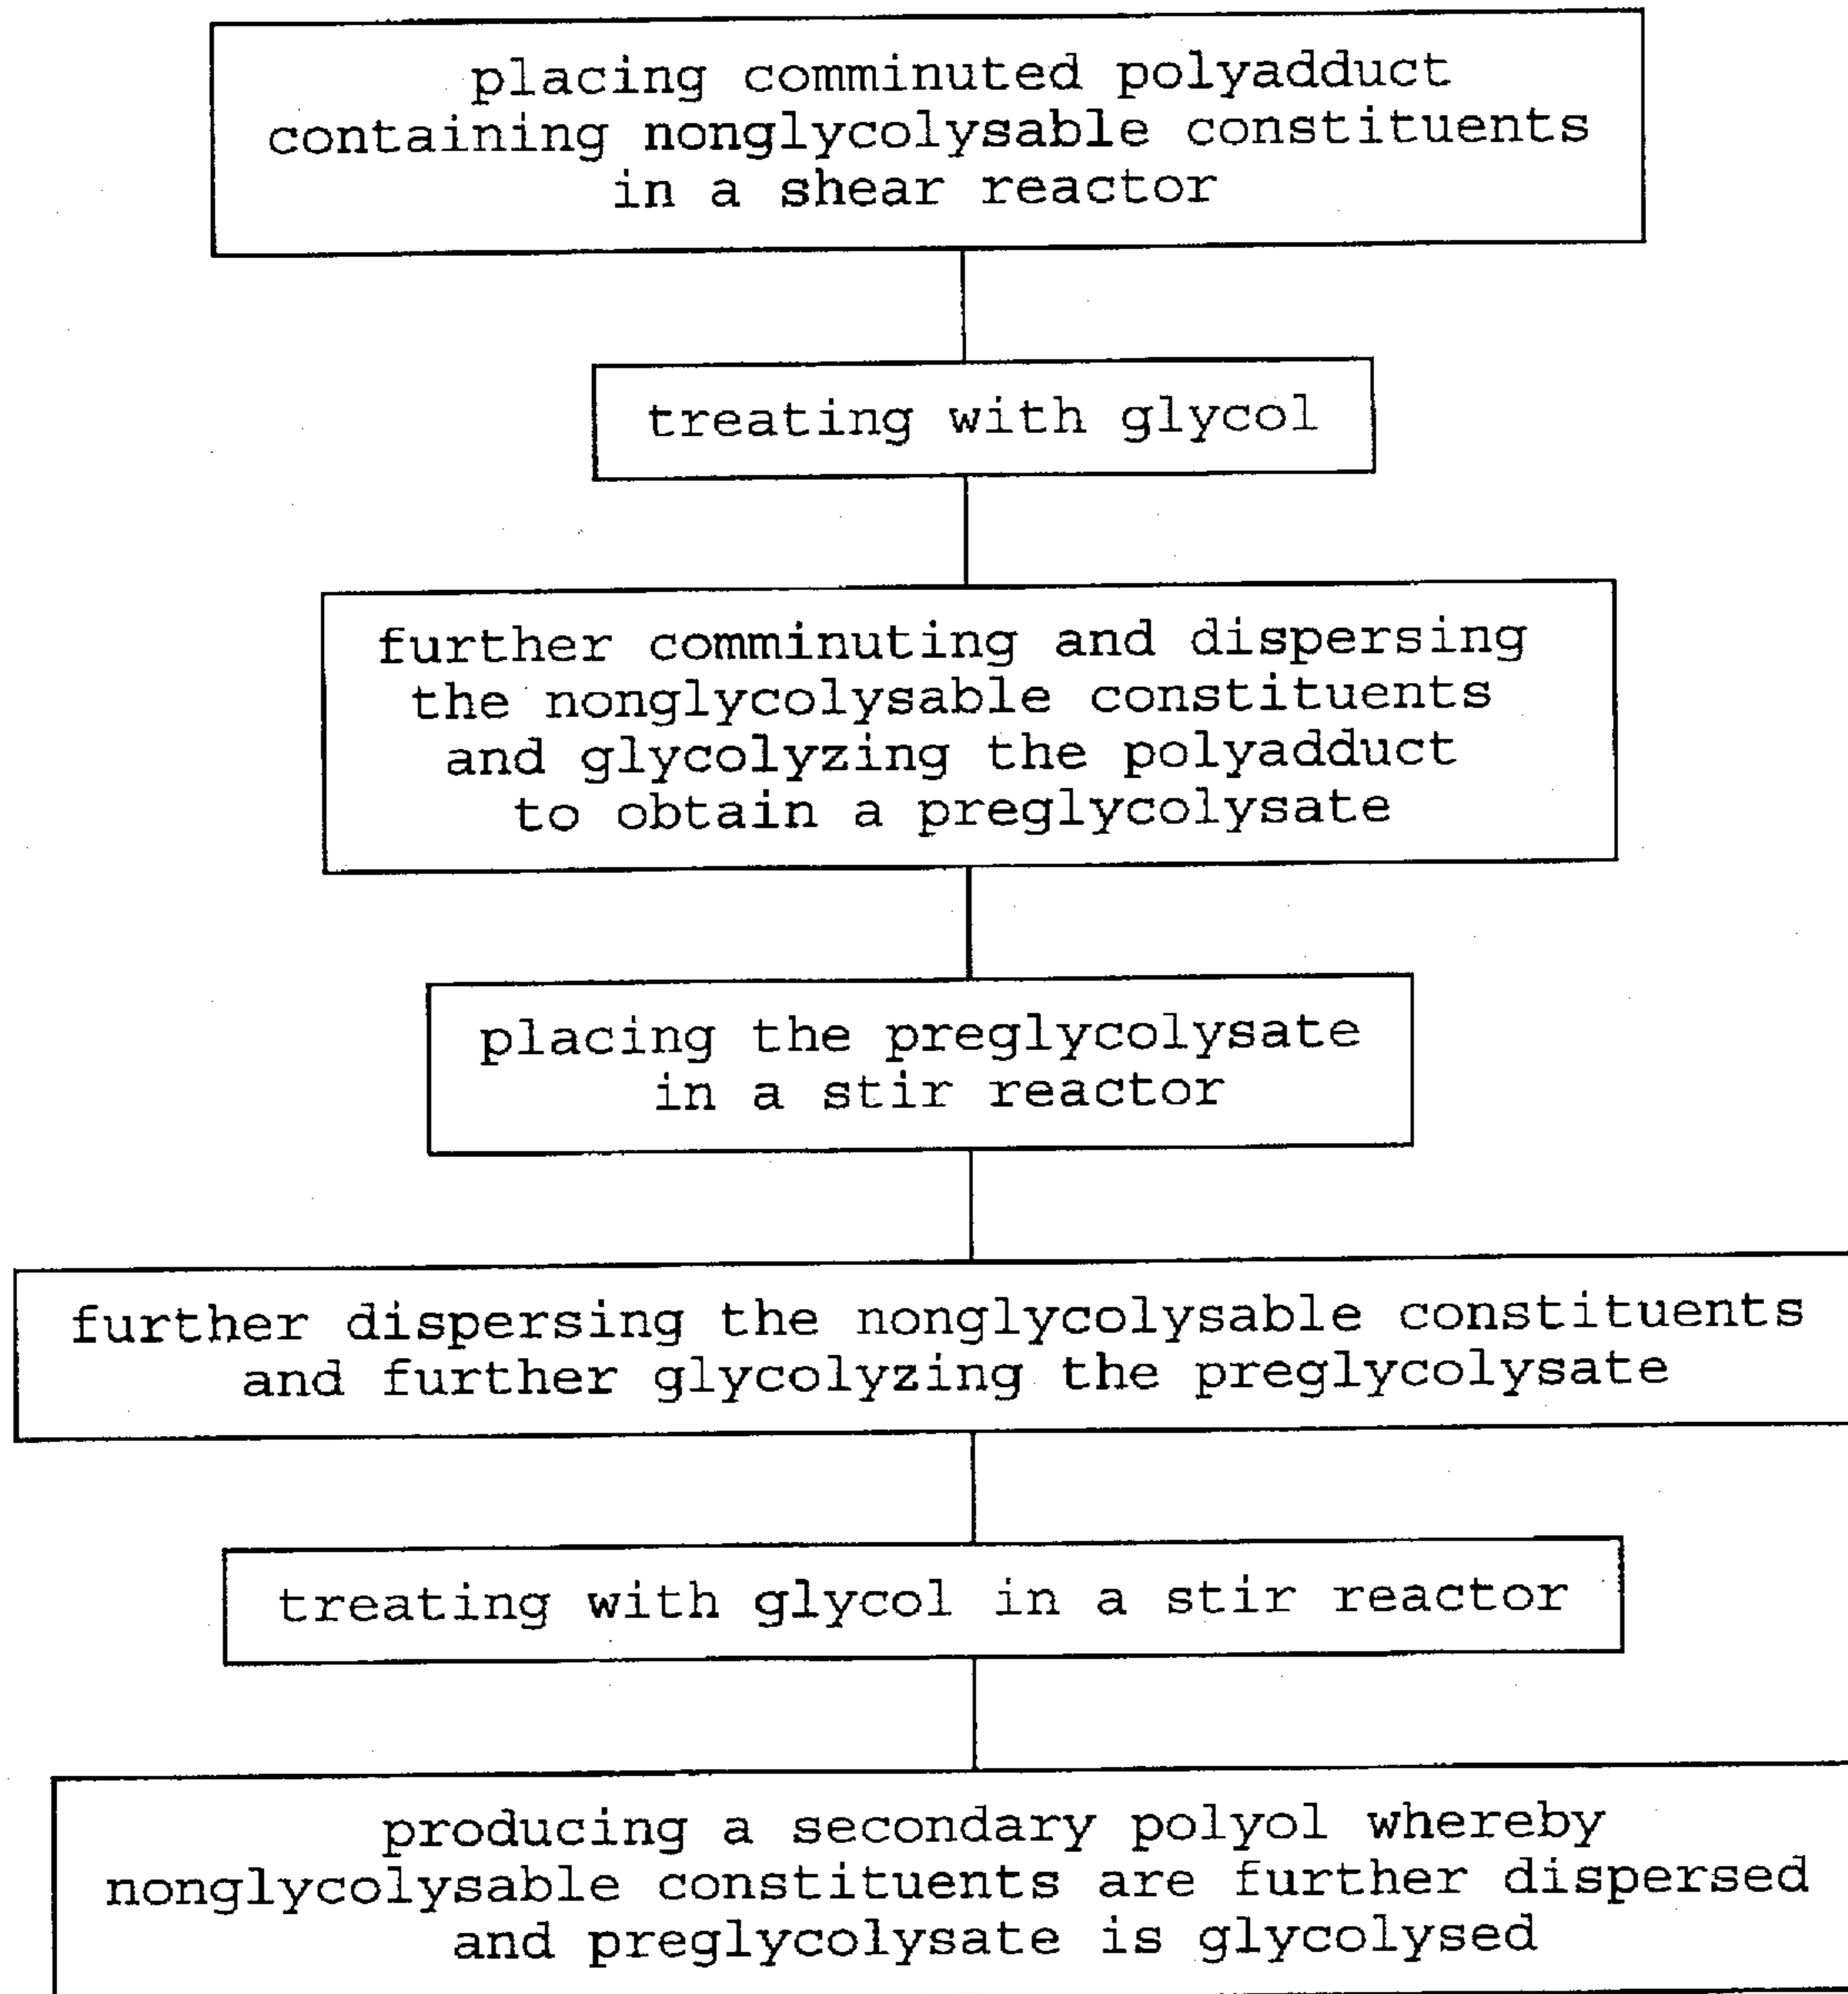 placing comminuted polyadduct
containing nonglycolysable constituents
in a shear reactor
treating with glycol
further comminuting and dispersing
the nonglycolysable constituents
and glycolyzing the polyadduct
to obtain a preglycolysate
placing the preglycolysate
in a stir reactor
further dispersing the nonglycolysable constituents
and further glycolyzing the preglycolysate
treating with glycol in a stir reactor
producing a secondary polyol whereby
nonglycolysable constituents are further dispersed
and preglycolysate is glycolysed